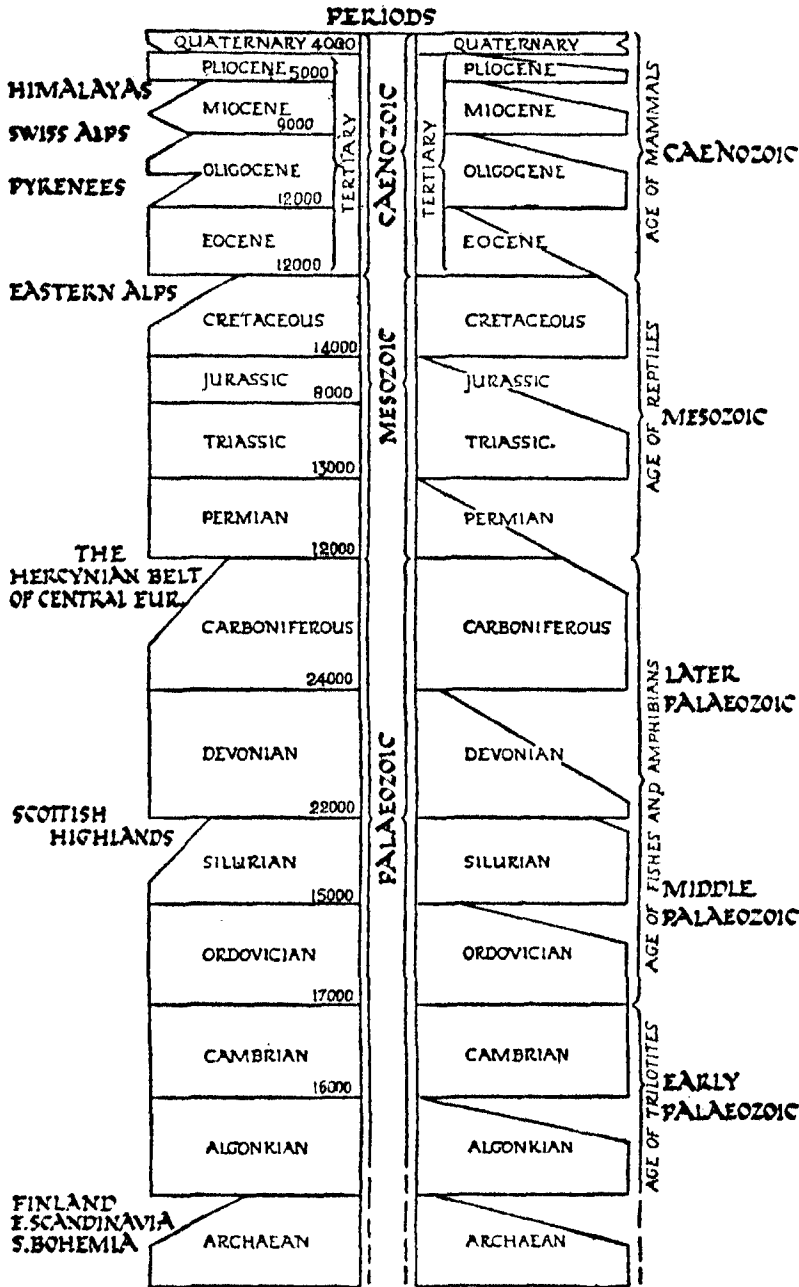 PERIODS
QUATERNARY 4000
PLIOCENE
5000
MIOCENE
9000
OLIGOCENE
12000
EOCENE
12000
TERTIARY
HIMALAYAS
SWISS ALPS
PYRENEES
EASTERN ALPS
CRETACEOUS
14000
JURASSIC
8000
TRIASSIC
13000
PERMIAN
12000
THE
HERCYNIAN BELT
OF CENTRAL EUR.
CARBONIFEROUS
24000
DEVONIAN
22000
SCOTTISH
HIGHLANDS
SILURIAN
15000
ORDOVICIAN
17000
CAMBRIAN
16000
ALGONKIAN
FINLAND
E. SCANDINAVIA
S. BOHEMIA
ARCHAEAN
CAENOZOIC
MESOZOIC
PALAEOZOIC
QUATERNARY
PLIOCENE
MIOCENE
OLIGOCENE
EOCENE
TERTIARY
CRETACEOUS
JURASSIC
TRIASSIC.
PERMIAN
CARBONIFEROUS
DEVONIAN
SILURIAN
ORDOVICIAN
CAMBRIAN
ALGONKIAN
ARCHAEAN
AGE OF MAMMALS
CAENOZOIC
AGE OF REPTILES
MESOZOIC
AGE OF FISHES AND AMPHIBIANS
LATER
PALAEOZOIC
MIDDLE
PALAEOZOIC
AGE OF TRILOTITES
EARLY
PALAEOZOIC